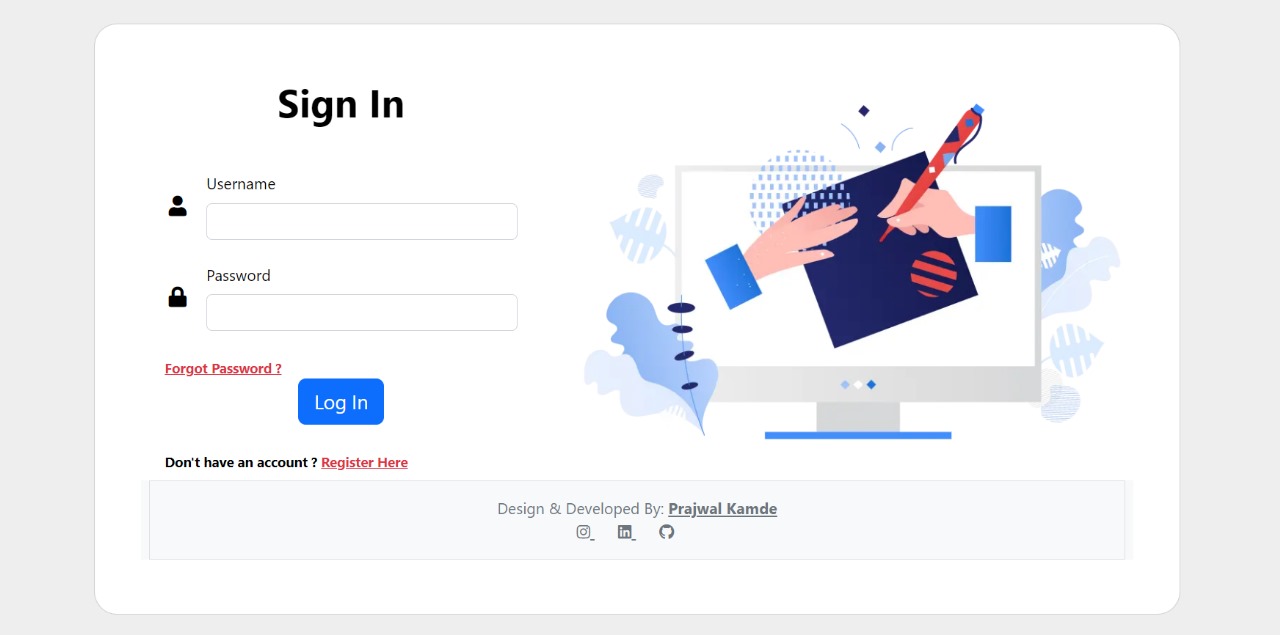 Sign In
Username
Password
Forgot Password ?
Log In
Don't have an account ? Register Here
Design & Developed By: Prajwal Kamde